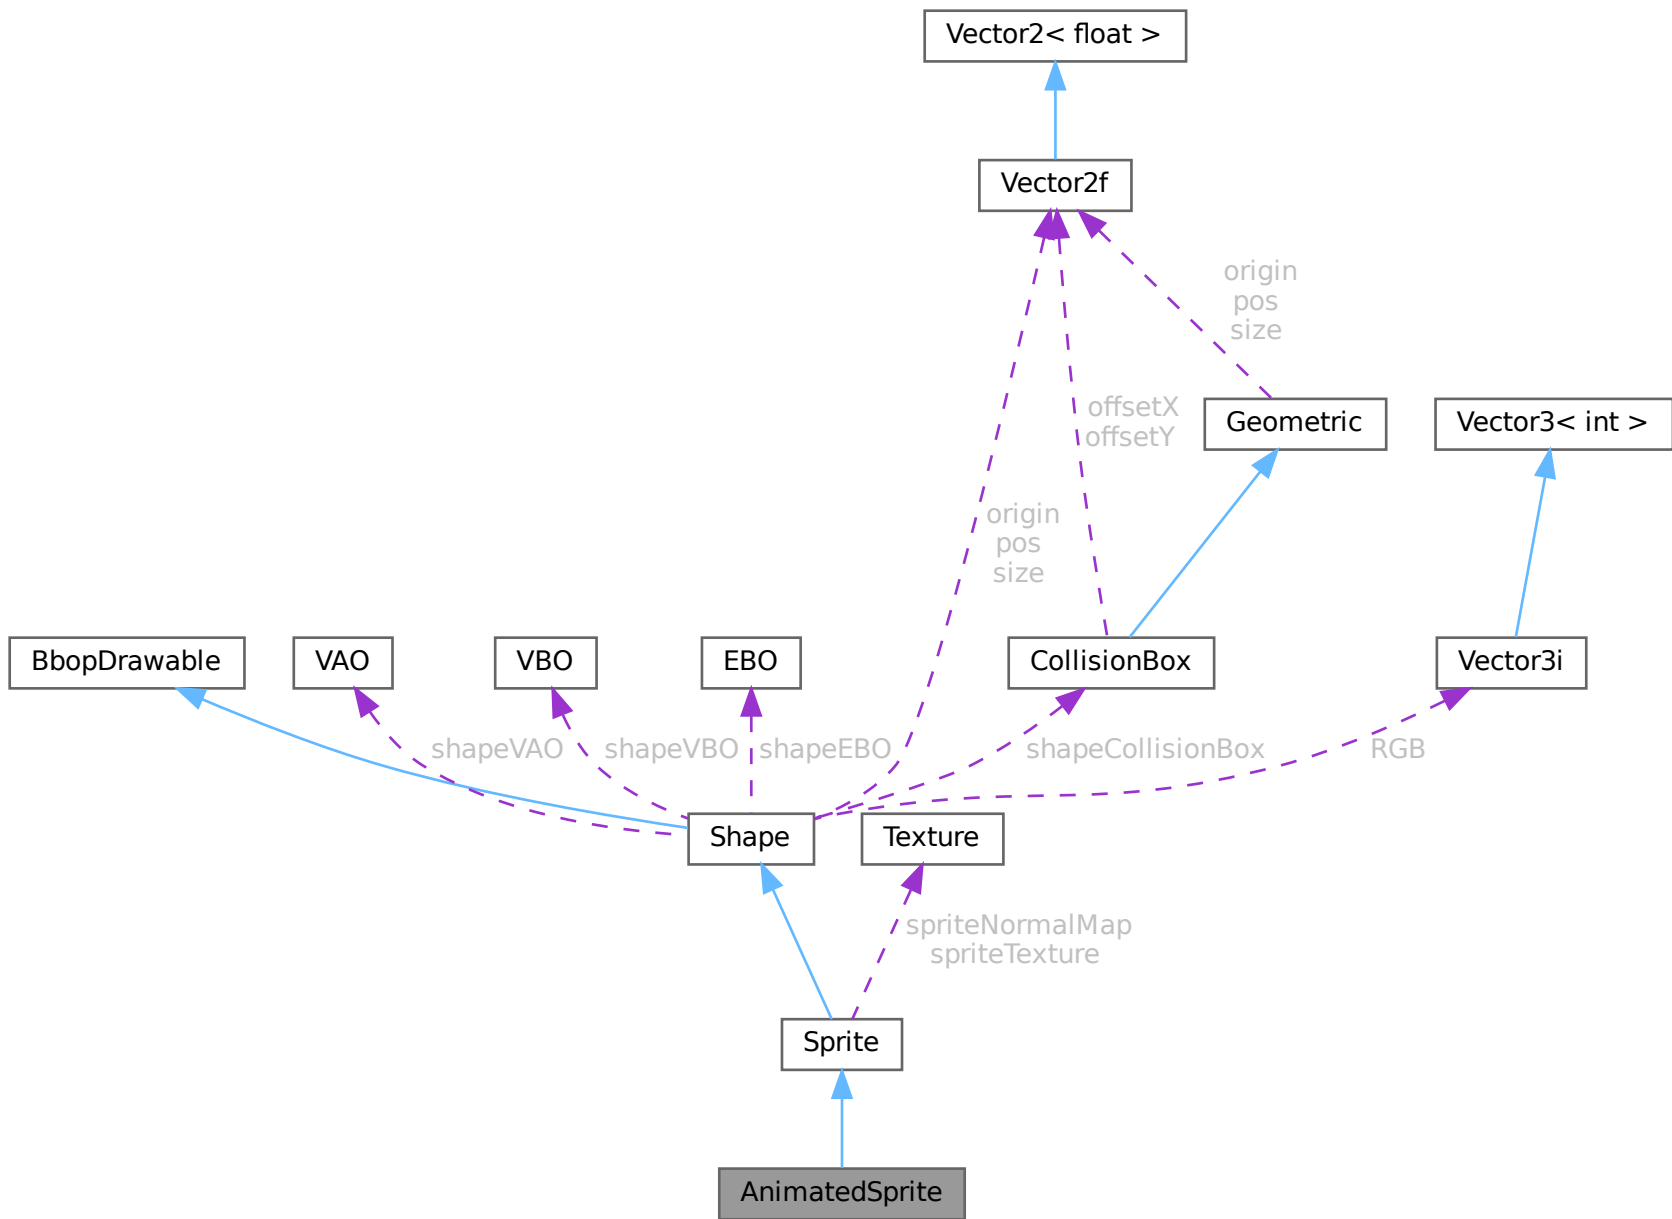 Vector2< float >
Vector2f
origin
pos
size
offsetX
offsetY
Geometric
Vector3< int >
origin
pos
size
BbopDrawable
VAO
VBO
EBO
CollisionBox
Vector3i
shapeVAO
shapeVBO
shapeEBO
shapeCollisionBox
RGB
Shape
Texture
spriteNormalMap
spriteTexture
Sprite
AnimatedSprite